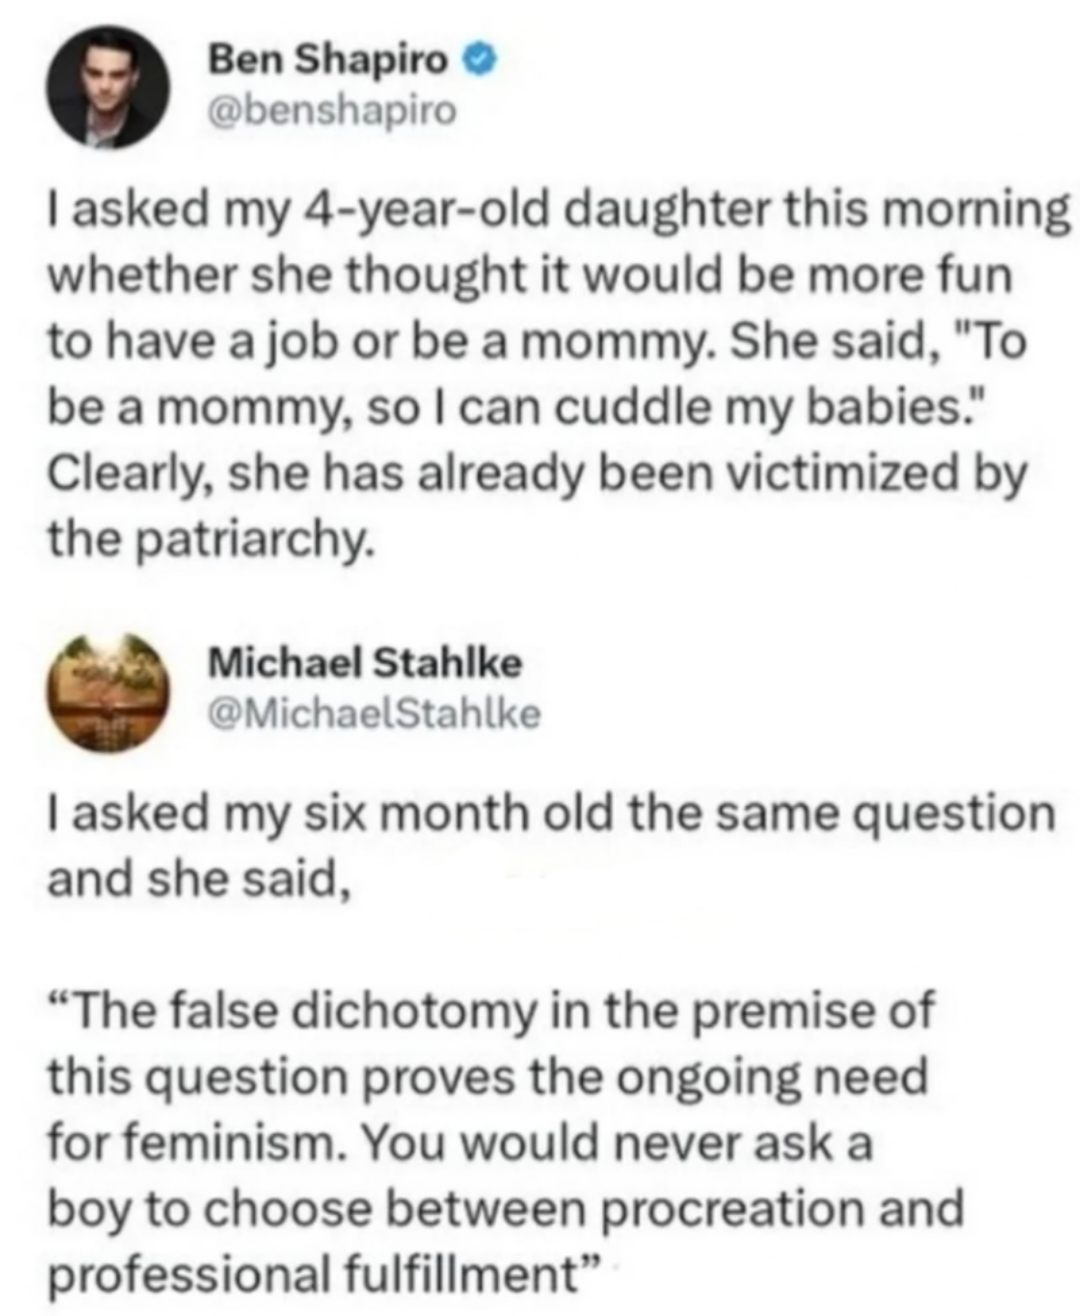 Ben Shapiro
@benshapiro
I asked my 4-year-old daughter this morning
whether she thought it would be more fun
to have a job or be a mommy. She said, "To
be a mommy, so I can cuddle my babies."
Clearly, she has already been victimized by
the patriarchy.
Michael Stahlke
@MichaelStahlke
I asked my six month old the same question
and she said,
“The false dichotomy in the premise of
this question proves the ongoing need
for feminism. You would never ask a
boy to choose between procreation and
professional fulfillment”